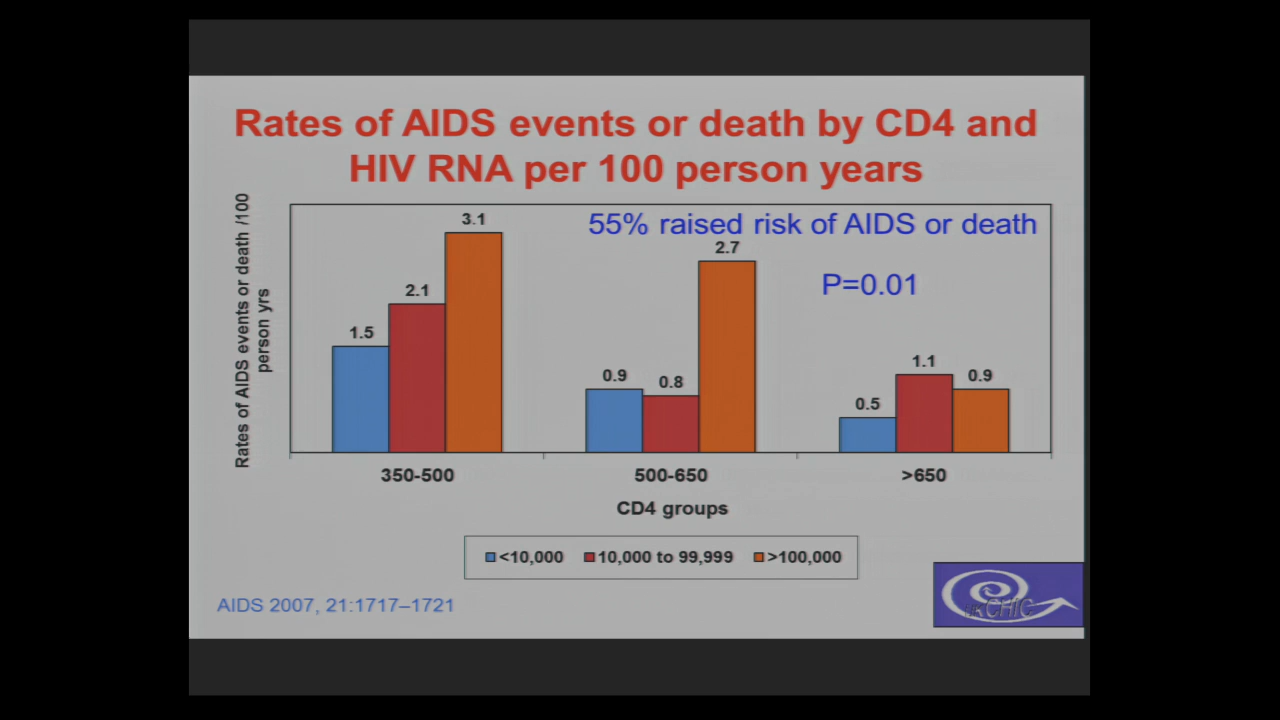 Rates of AIDS events or death by CD4 and
HIV RNA per 100 person years
Rates of AIDS events or death /100
person yrs
55% raised risk of AIDS or death
P=0.01
3.1
2.1
1.5
2.7
0.9
0.8
1.1
0.9
0.5
350-500
500-650
>650
CD4 groups
<10,000 10,000 to 99,999 >100,000
AIDS 2007, 21:1717–1721
UK CHIC